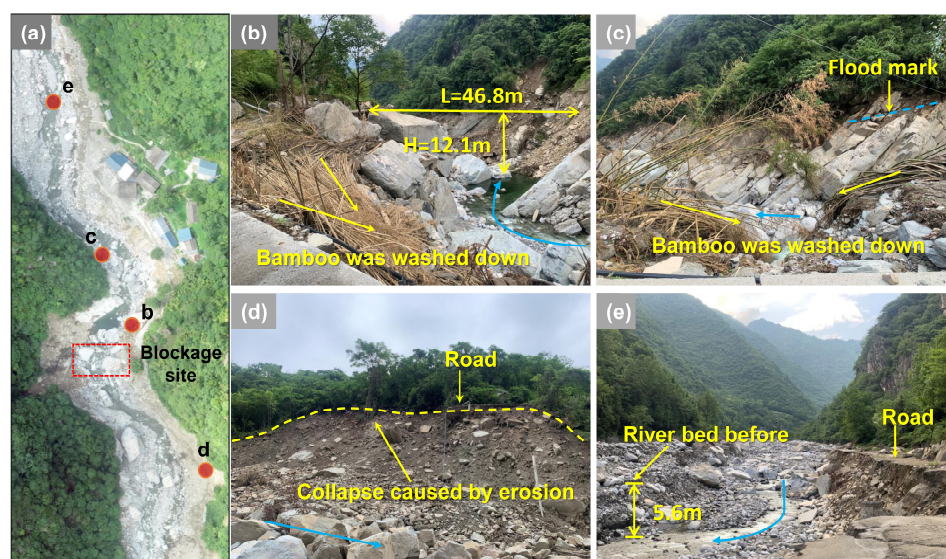 (a)
e
c
b
Blockage
site
d
(b)
L=46.8m
H=12.1m
Bamboo was washed down
(c)
Flood mark
Bamboo was washed down
(d)
Road
Collapse caused by erosion
(e)
River bed before
Road
5.6m